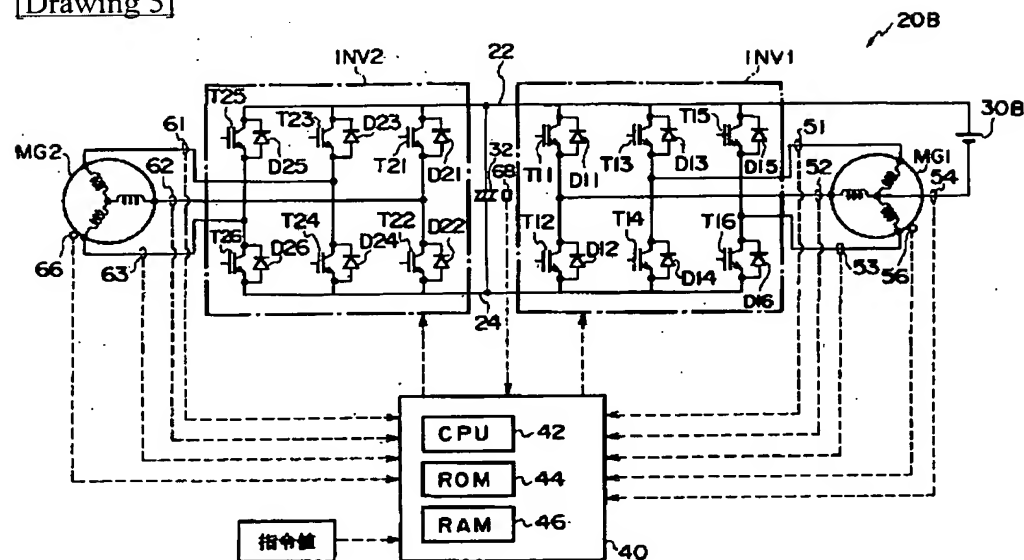 [Drawing 5]
20B
INV2
22
INV1
T25
T23
D23
T15
30B
61
D25
T21
D21
T11
D11
T13
D13
D15
51
MG2
32
68
MG1
62
52
54
T26
D26
T24
D24
T22
D22
T12
D12
T14
D14
T16
D16
66
63
53
56
24
CPU
42
ROM
44
RAM
46
指令値
40